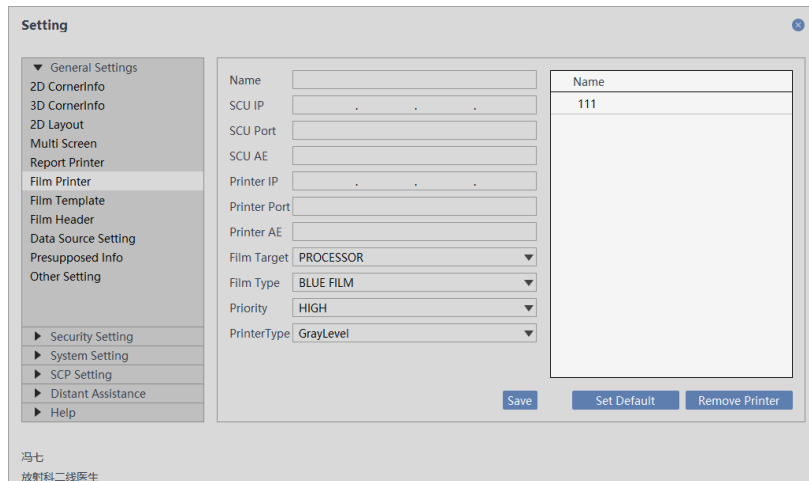 Setting
General Settings
2D CornerInfo
3D CornerInfo
2D Layout
Multi Screen
Report Printer
Film Printer
Film Template
Film Header
Data Source Setting
Presupposed Info
Other Setting
Security Setting
System Setting
SCP Setting
Distant Assistance
Help
Name
SCU IP . . .
SCU Port
SCU AE
Printer IP . . .
Printer Port
Printer AE
Film Target PROCESSOR
Film Type BLUE FILM
Priority HIGH
PrinterType GrayLevel
Save
Name
111
Set Default
Remove Printer
冯七
放射科二线医生